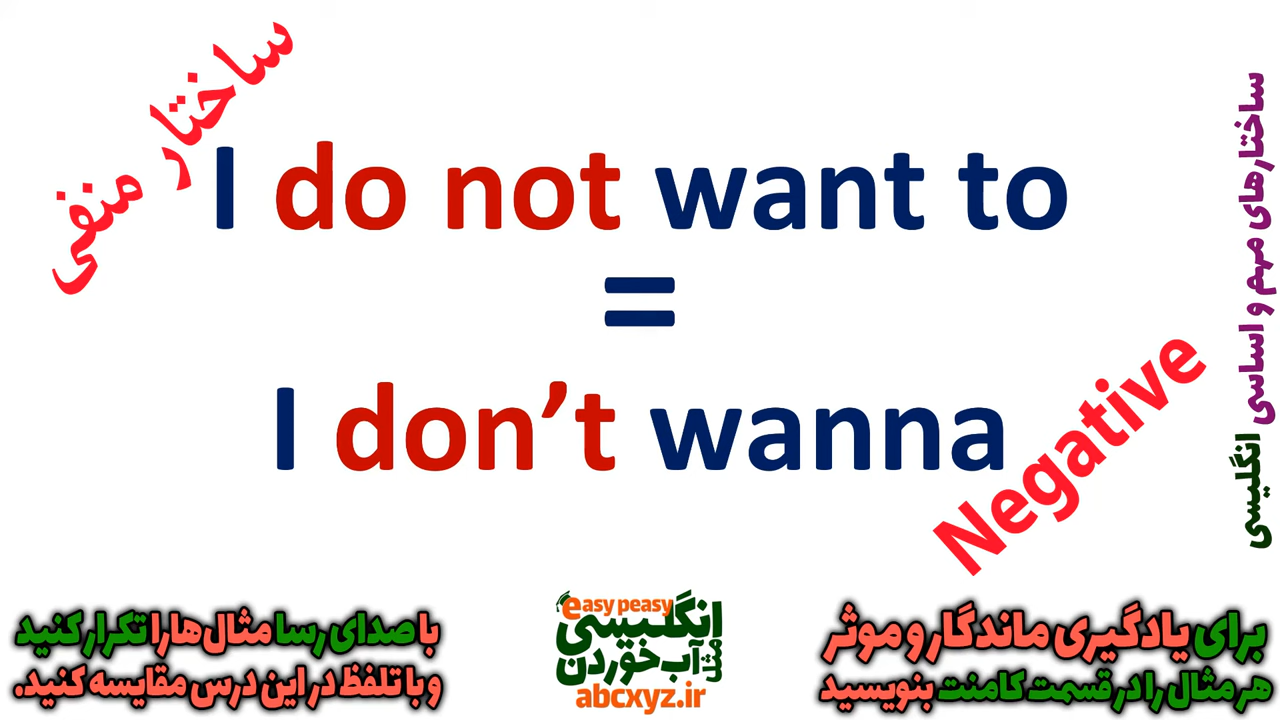 ساختار منفی
I do not want to
=
I don’t wanna
Negative
ساختارهای مهم و اساسی انگلیسی
برای یادگیری ماندگار و موثر
هر مثال را در قسمت کامنت بنویسید
easy peasy
انگلیسی
مثل آب خوردن
abcxyz.ir
با صدای رسا مثال‌ها را تکرار کنید
و با تلفظ در این درس مقایسه کنید.